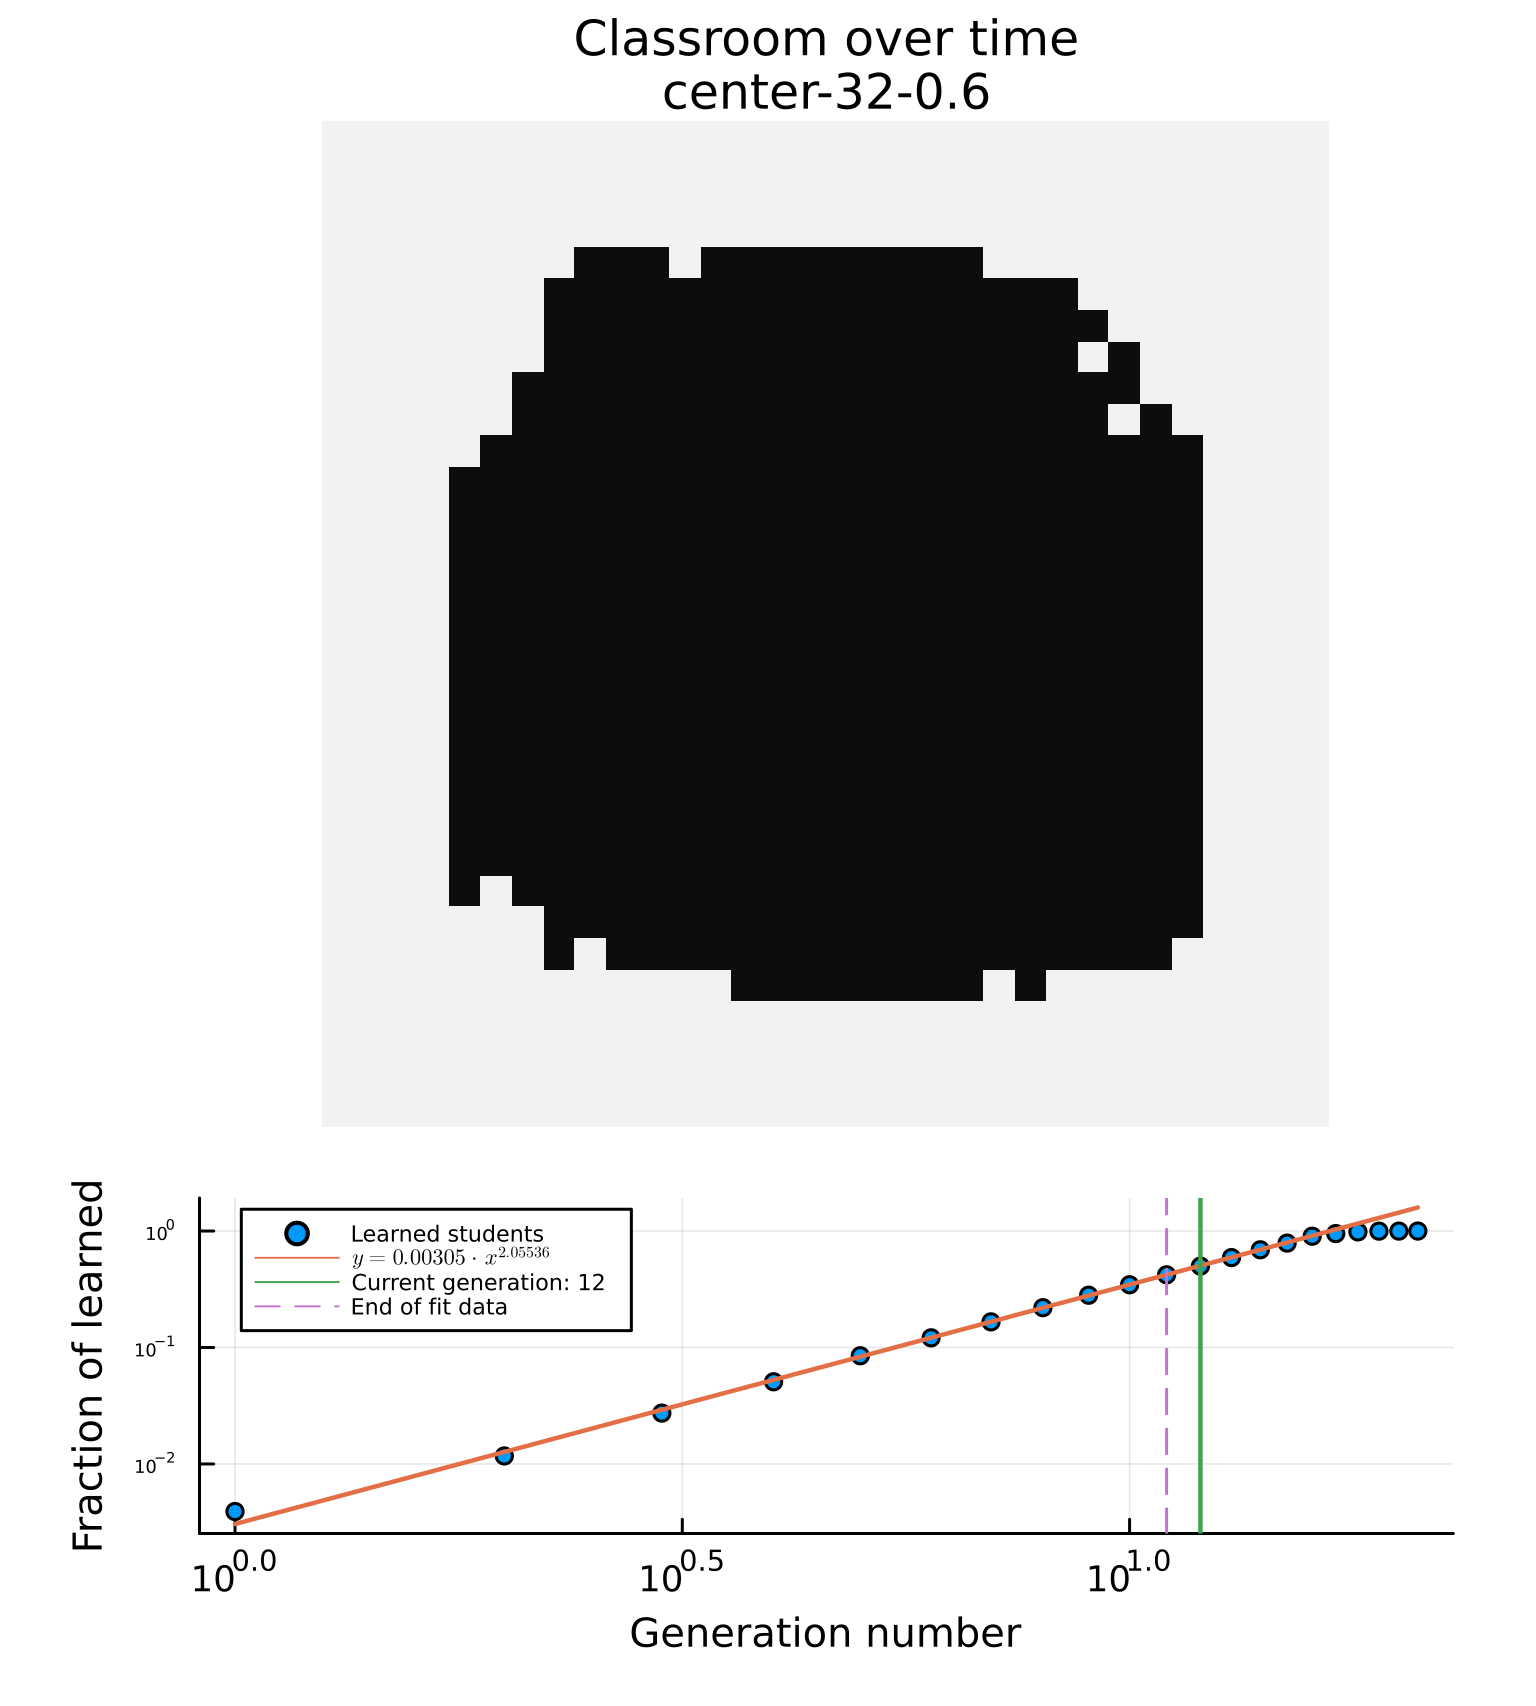 Classroom over time
center-32-0.6
Fraction of learned
10⁰
10⁻¹
10⁻²
Learned students
y = 0.00305 · x^2.05536
Current generation: 12
End of fit data
10^0.0
10^0.5
10^1.0
Generation number